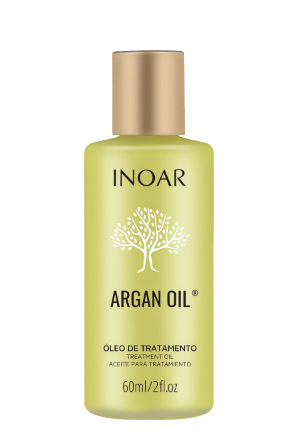 INOAR
ARGAN OIL®
ÓLEO DE TRATAMENTO
TREATMENT OIL
ACEITE PARA TRATAMIENTO
60ml/2fl.oz